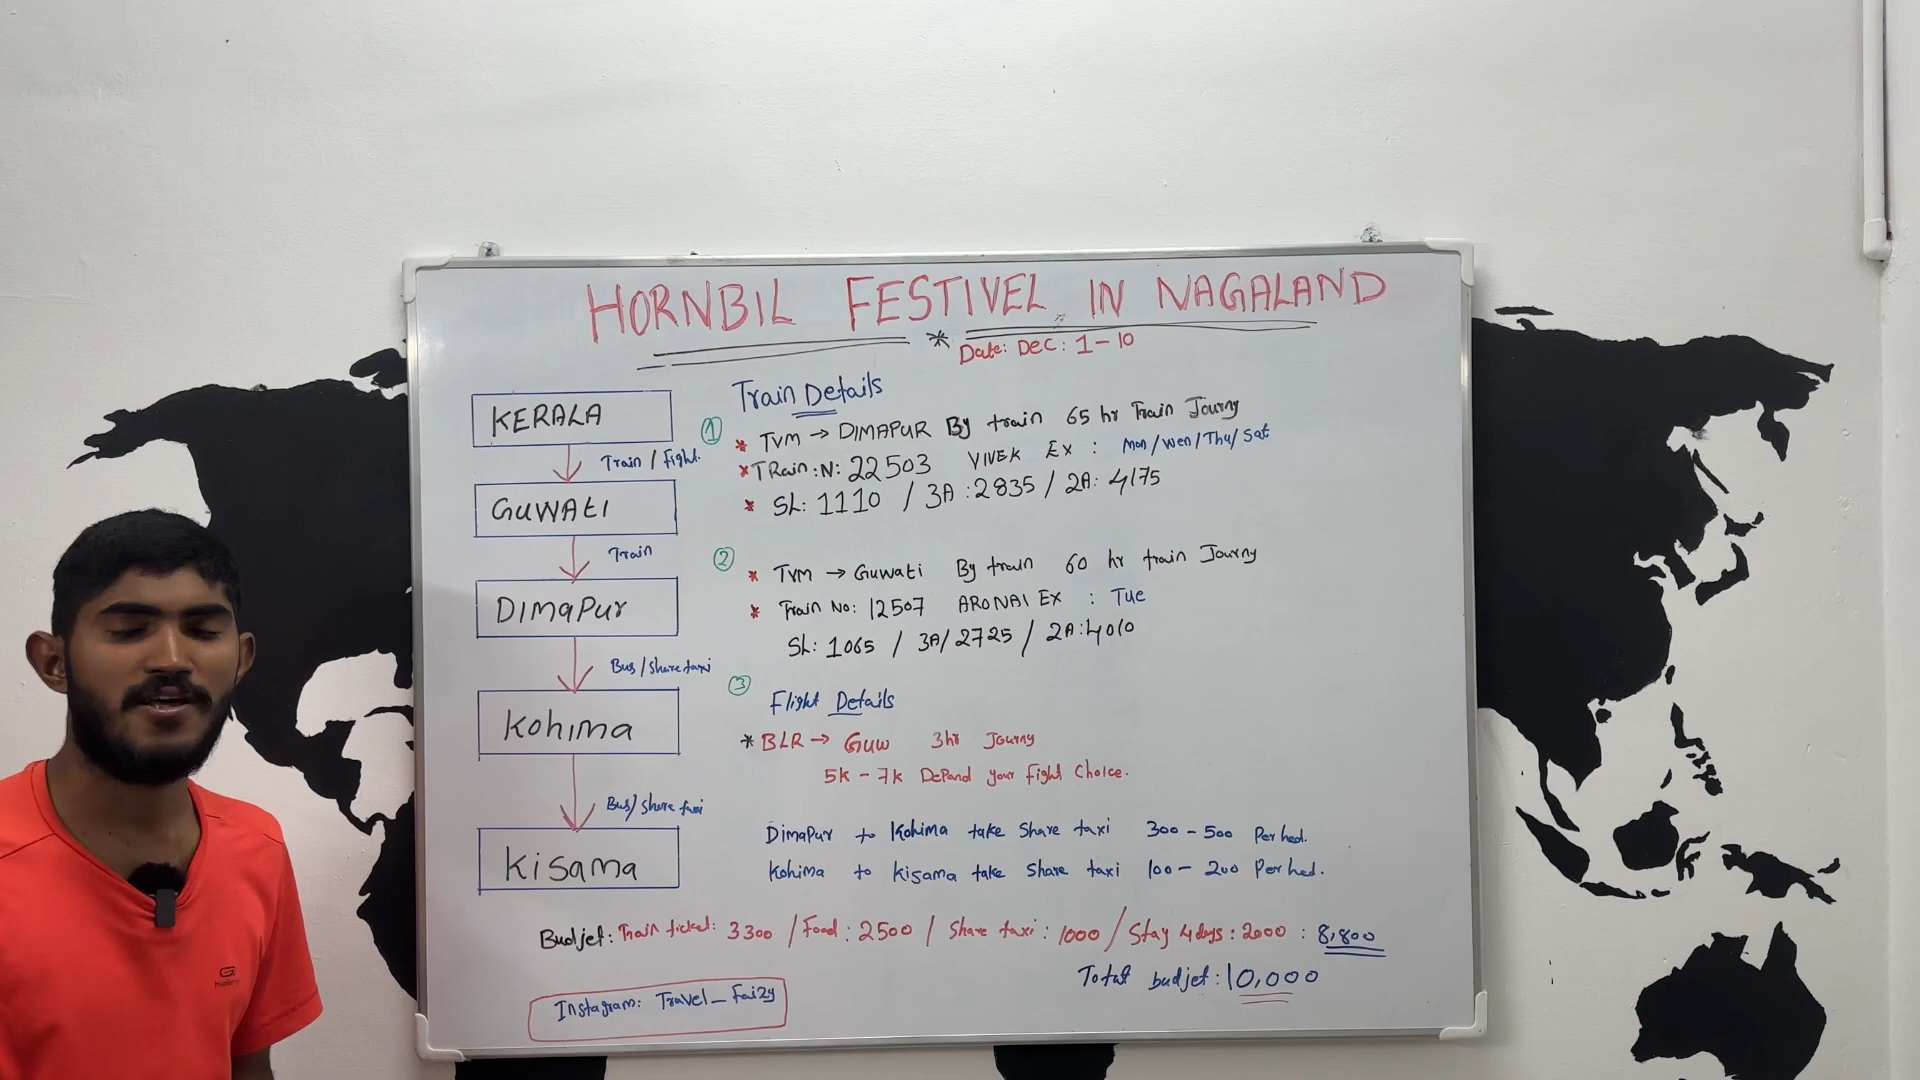 HORNBIL FESTIVEL IN NAGALAND
* Date: DEC: 1-10
KERALA
Train / Fight.
GUWATI
Train
DImaPur
Bus/Share taxi
Kohima
Bus/Share taxi
Kisama
Train Details
1 * TVM → DIMAPUR By train 65 hr Train Journy
* TRain:N: 22503 VIVEK Ex : Mon/Wen/Thu/Sat
* SL: 1110 / 3A:2835 / 2A: 4175
2 * TVM → Guwati By train 60 hr train Journy
* Train No: 12507 ARONAI EX : Tue
SL: 1065 / 3A/2725 / 2A:4010
3 Flight Details
* BLR → Guw 3hr Journy
5k - 7k DePand your Fight Choice.
DimaPur to Kohima take Share taxi 300-500 Per hed.
Kohima to Kisama take Share taxi 100-200 Per hed.
Budjet: Train ticket: 3300 / Food: 2500 / Share taxi: 1000 / Stay 4days: 2000 : 8,800
Total budjet: 10,000
Instagram: Travel_Faizy